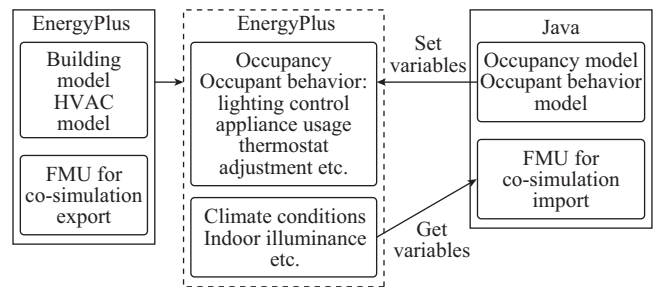 EnergyPlus
Building
model
HVAC
model
FMU for
co-simulation
export
EnergyPlus
Occupancy
Occupant behavior:
lighting control
appliance usage
thermostat
adjustment etc.
Climate conditions
Indoor illuminance
etc.
Set
variables
Get
variables
Java
Occupancy model
Occupant behavior
model
FMU for
co-simulation
import